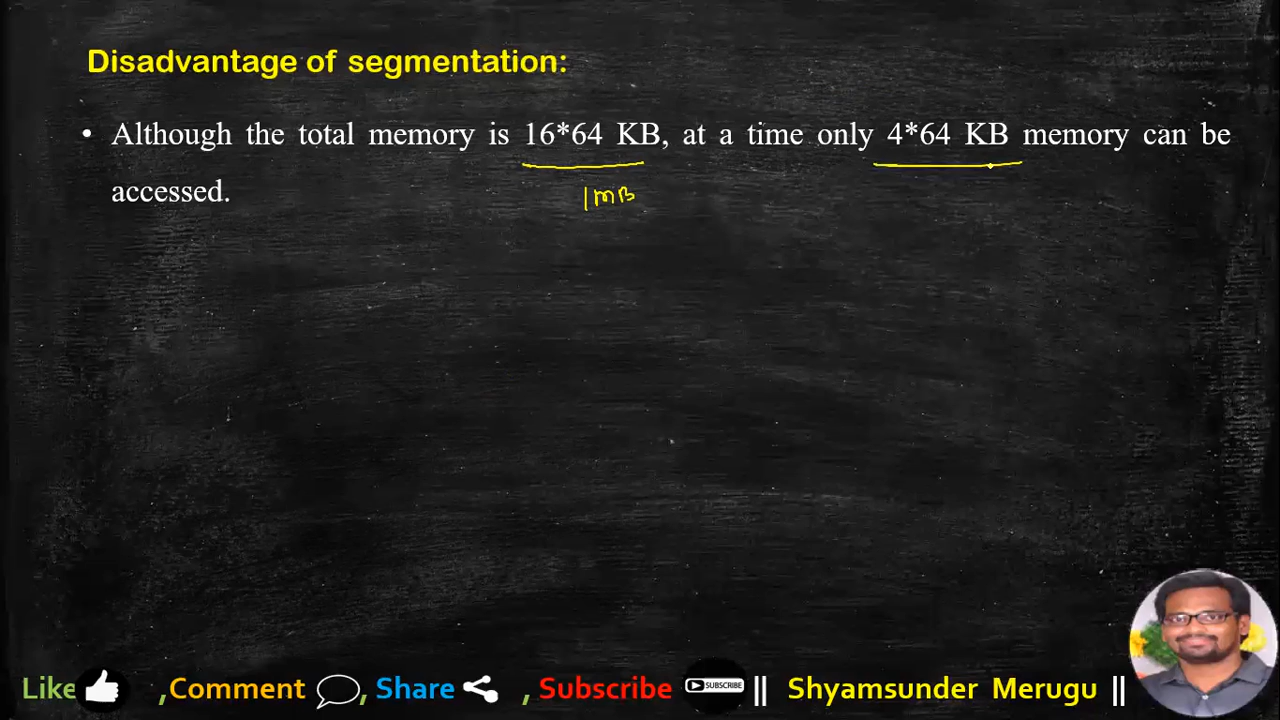 Disadvantage of segmentation:
• Although the total memory is 16*64 KB, at a time only 4*64 KB memory can be
accessed.
1MB
Like ,Comment , Share , Subscribe SUBSCRIBE || Shyamsunder Merugu ||